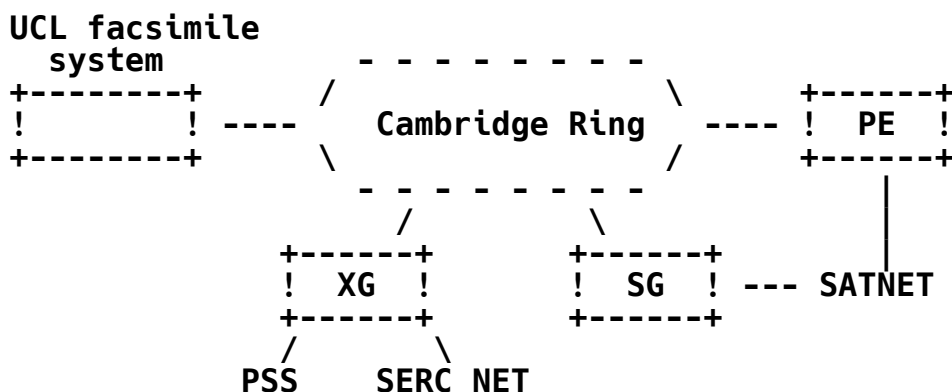 UCL facsimile
system
Cambridge Ring
PE
XG
SG
SATNET
PSS
SERC NET